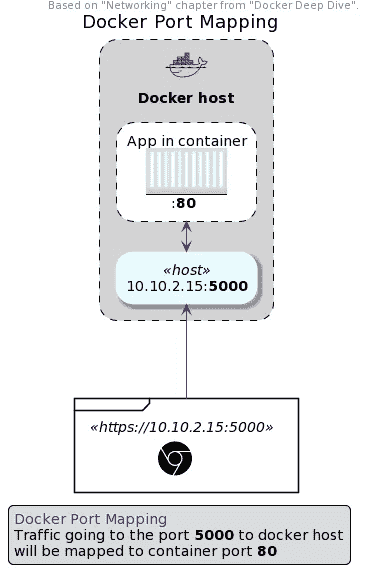 Based on "Networking" chapter from "Docker Deep Dive".
Docker Port Mapping
Docker host
App in container
:80
«host»
10.10.2.15:5000
«https://10.10.2.15:5000»
Docker Port Mapping
Traffic going to the port 5000 to docker host
will be mapped to container port 80